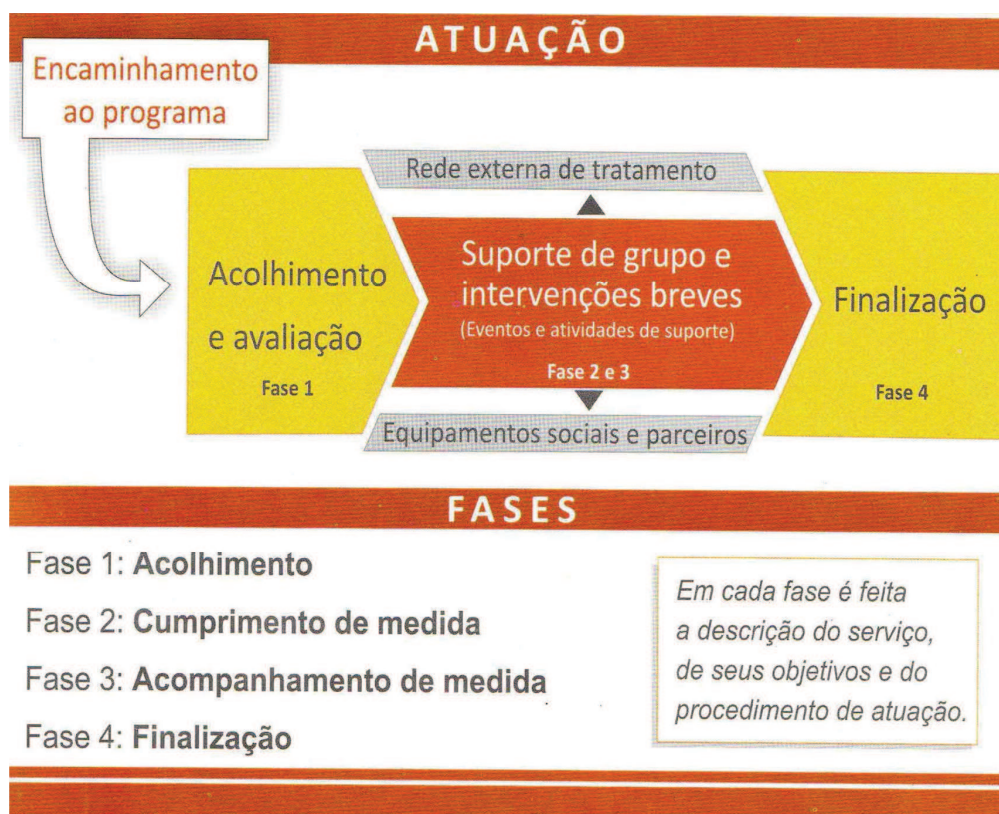 ATUAÇÃO
Encaminhamento
ao programa
Rede externa de tratamento
Acolhimento
e avaliação
Fase 1
Suporte de grupo e
intervenções breves
(Eventos e atividades de suporte)
Fase 2 e 3
Finalização
Fase 4
Equipamentos sociais e parceiros
FASES
Fase 1: Acolhimento
Fase 2: Cumprimento de medida
Fase 3: Acompanhamento de medida
Fase 4: Finalização
Em cada fase é feita
a descrição do serviço,
de seus objetivos e do
procedimento de atuação.